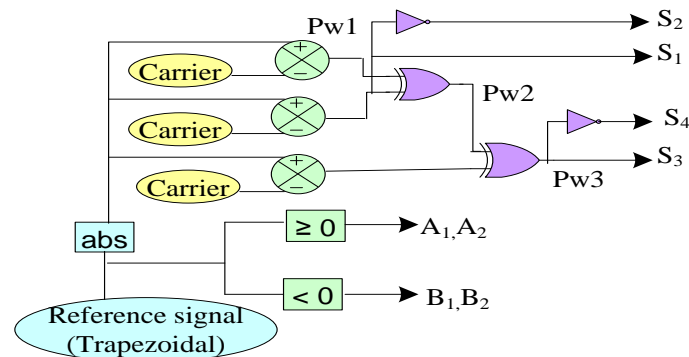 Pw1
S₂
+
−
S₁
Carrier
Pw2
+
−
S₄
Carrier
+
−
S₃
Carrier
Pw3
abs
≥ 0
A₁,A₂
< 0
B₁,B₂
Reference signal
(Trapezoidal)